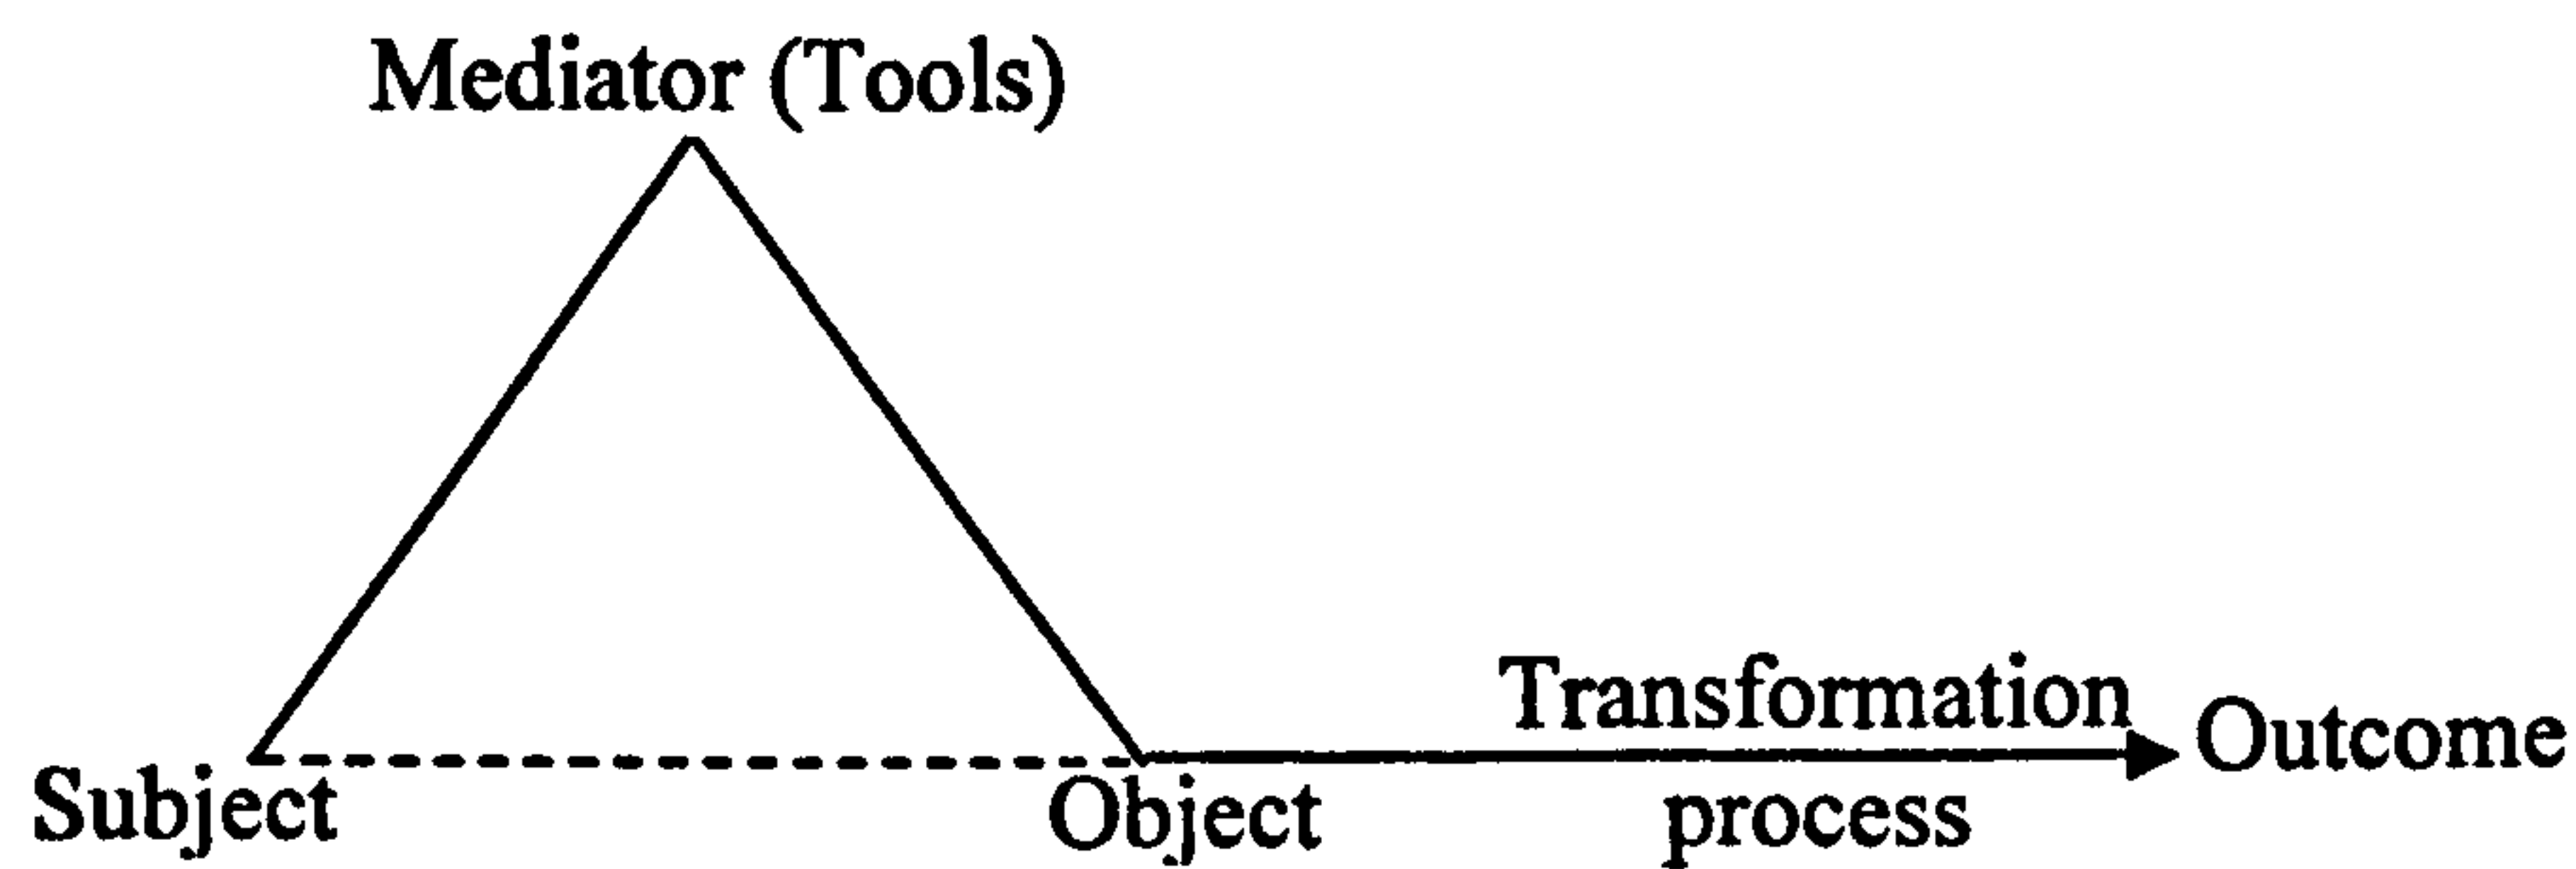 Mediator (Tools)
Transformation
Outcome
Subject
Object
process